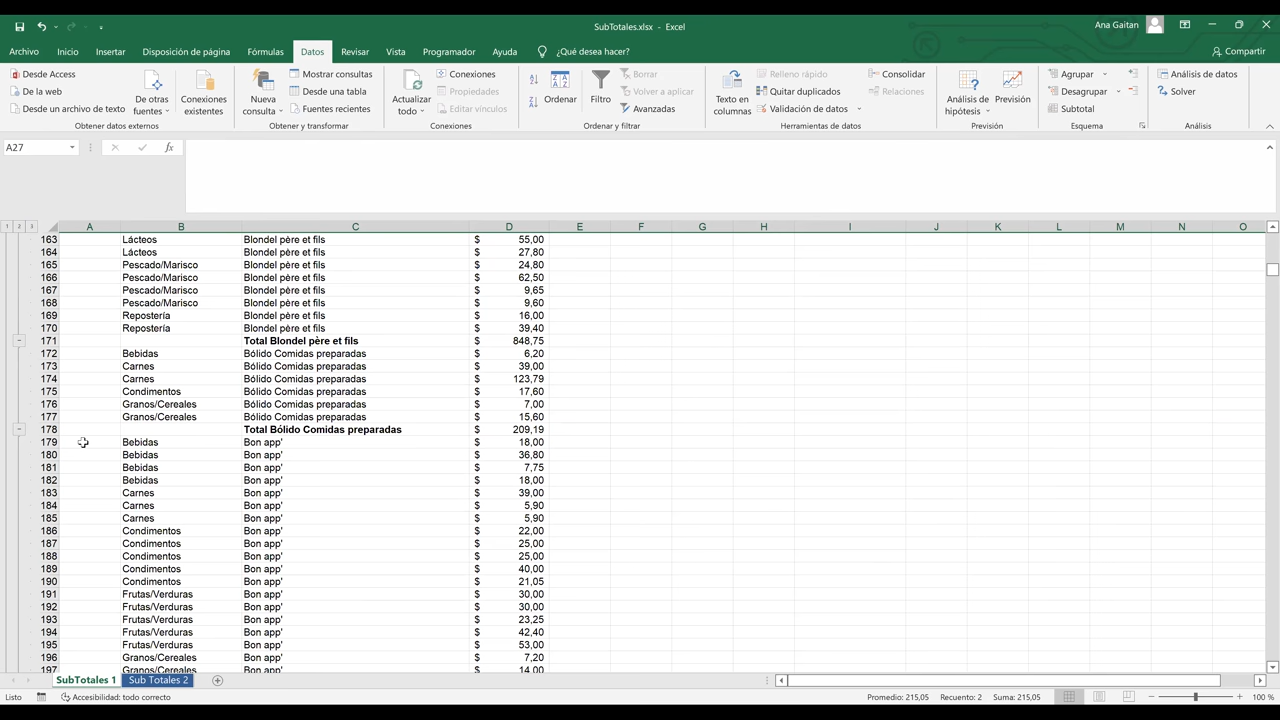 SubTotales.xlsx - Excel
Ana Gaitan
Archivo Inicio Insertar Disposición de página Fórmulas Datos Revisar Vista Programador Ayuda ¿Qué desea hacer? Compartir
Desde Access
De la web
Desde un archivo de texto
De otras fuentes
Conexiones existentes
Obtener datos externos
Nueva consulta
Mostrar consultas
Desde una tabla
Fuentes recientes
Obtener y transformar
Actualizar todo
Conexiones
Propiedades
Editar vínculos
Conexiones
Ordenar
Filtro
Borrar
Volver a aplicar
Avanzadas
Ordenar y filtrar
Texto en columnas
Relleno rápido
Quitar duplicados
Validación de datos
Consolidar
Relaciones
Herramientas de datos
Análisis de hipótesis
Previsión
Previsión
Agrupar
Desagrupar
Subtotal
Esquema
Análisis de datos
Solver
Análisis
A27 fx
1 2 3 A B C D E F G H I J K L M N O
163 Lácteos Blondel père et fils $ 55,00
164 Lácteos Blondel père et fils $ 27,80
165 Pescado/Marisco Blondel père et fils $ 24,80
166 Pescado/Marisco Blondel père et fils $ 62,50
167 Pescado/Marisco Blondel père et fils $ 9,65
168 Pescado/Marisco Blondel père et fils $ 9,60
169 Repostería Blondel père et fils $ 16,00
170 Repostería Blondel père et fils $ 39,40
171 Total Blondel père et fils $ 848,75
172 Bebidas Bólido Comidas preparadas $ 6,20
173 Carnes Bólido Comidas preparadas $ 39,00
174 Carnes Bólido Comidas preparadas $ 123,79
175 Condimentos Bólido Comidas preparadas $ 17,60
176 Granos/Cereales Bólido Comidas preparadas $ 7,00
177 Granos/Cereales Bólido Comidas preparadas $ 15,60
178 Total Bólido Comidas preparadas $ 209,19
179 Bebidas Bon app' $ 18,00
180 Bebidas Bon app' $ 36,80
181 Bebidas Bon app' $ 7,75
182 Bebidas Bon app' $ 18,00
183 Carnes Bon app' $ 39,00
184 Carnes Bon app' $ 5,90
185 Carnes Bon app' $ 5,90
186 Condimentos Bon app' $ 22,00
187 Condimentos Bon app' $ 25,00
188 Condimentos Bon app' $ 25,00
189 Condimentos Bon app' $ 40,00
190 Condimentos Bon app' $ 21,05
191 Frutas/Verduras Bon app' $ 30,00
192 Frutas/Verduras Bon app' $ 30,00
193 Frutas/Verduras Bon app' $ 23,25
194 Frutas/Verduras Bon app' $ 42,40
195 Frutas/Verduras Bon app' $ 53,00
196 Granos/Cereales Bon app' $ 7,20
197 Granos/Cereales Bon app' $ 14,00
SubTotales 1 Sub Totales 2
Listo Accesibilidad: todo correcto Promedio: 215,05 Recuento: 2 Suma: 215,05 100 %